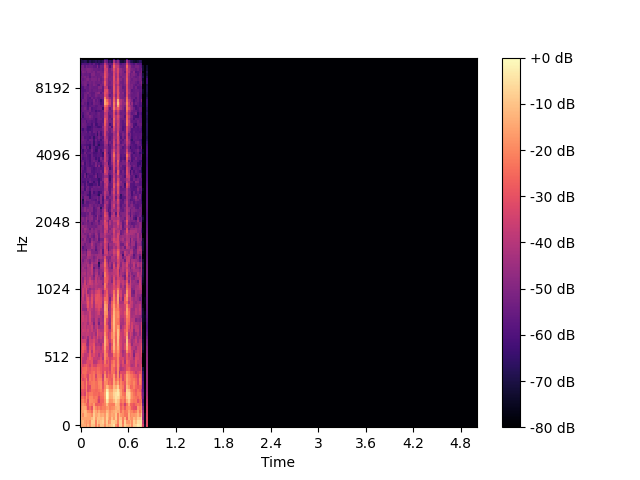 +0 dB
8192
-10 dB
4096
-20 dB
-30 dB
2048
Hz
-40 dB
1024
-50 dB
-60 dB
512
-70 dB
0
-80 dB
0 0.6 1.2 1.8 2.4 3 3.6 4.2 4.8
Time